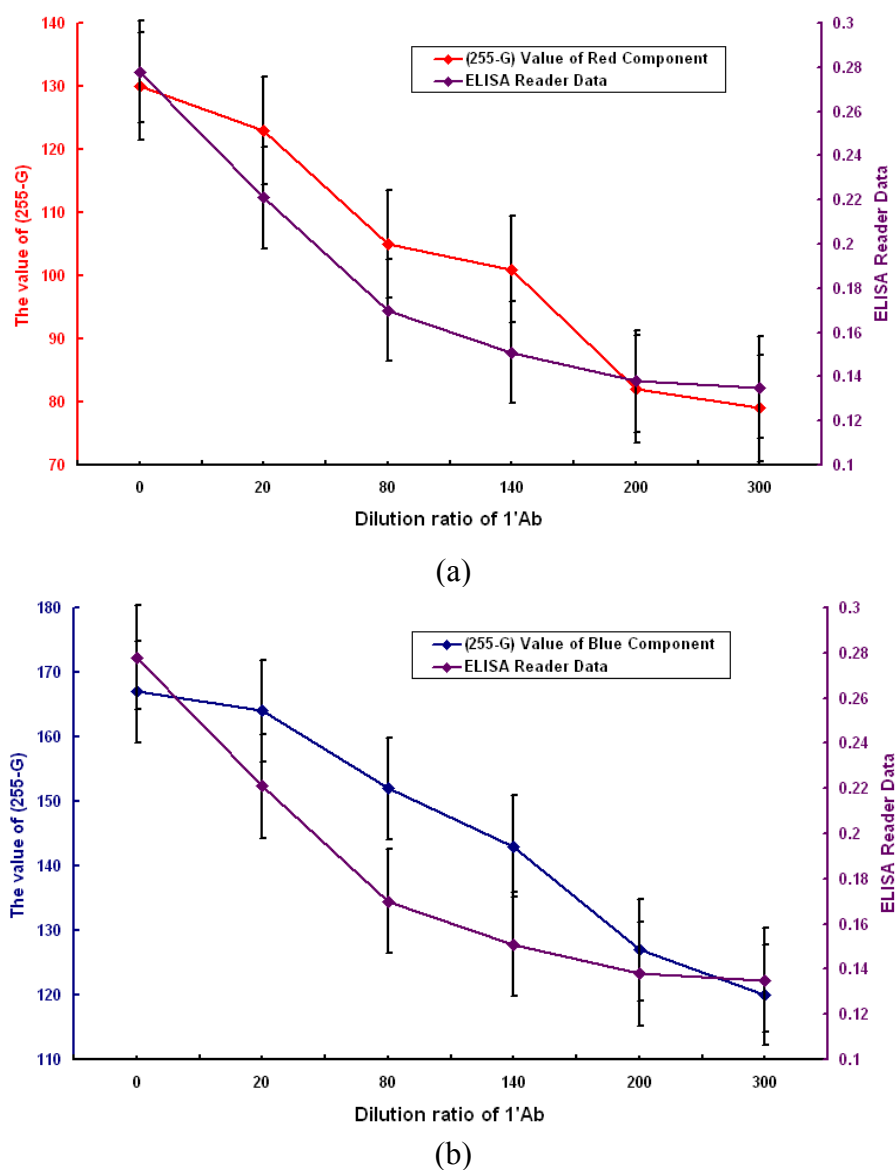 140
130
120
110
100
90
80
70
The value of (255-G)
(255-G) Value of Red Component
ELISA Reader Data
0.3
0.28
0.26
0.24
0.22
0.2
0.18
0.16
0.14
0.12
0.1
ELISA Reader Data
0 20 80 140 200 300
Dilution ratio of 1'Ab
(a)
180
170
160
150
140
130
120
110
The value of (255-G)
(255-G) Value of Blue Component
ELISA Reader Data
0.3
0.28
0.26
0.24
0.22
0.2
0.18
0.16
0.14
0.12
0.1
ELISA Reader Data
0 20 80 140 200 300
Dilution ratio of 1'Ab
(b)